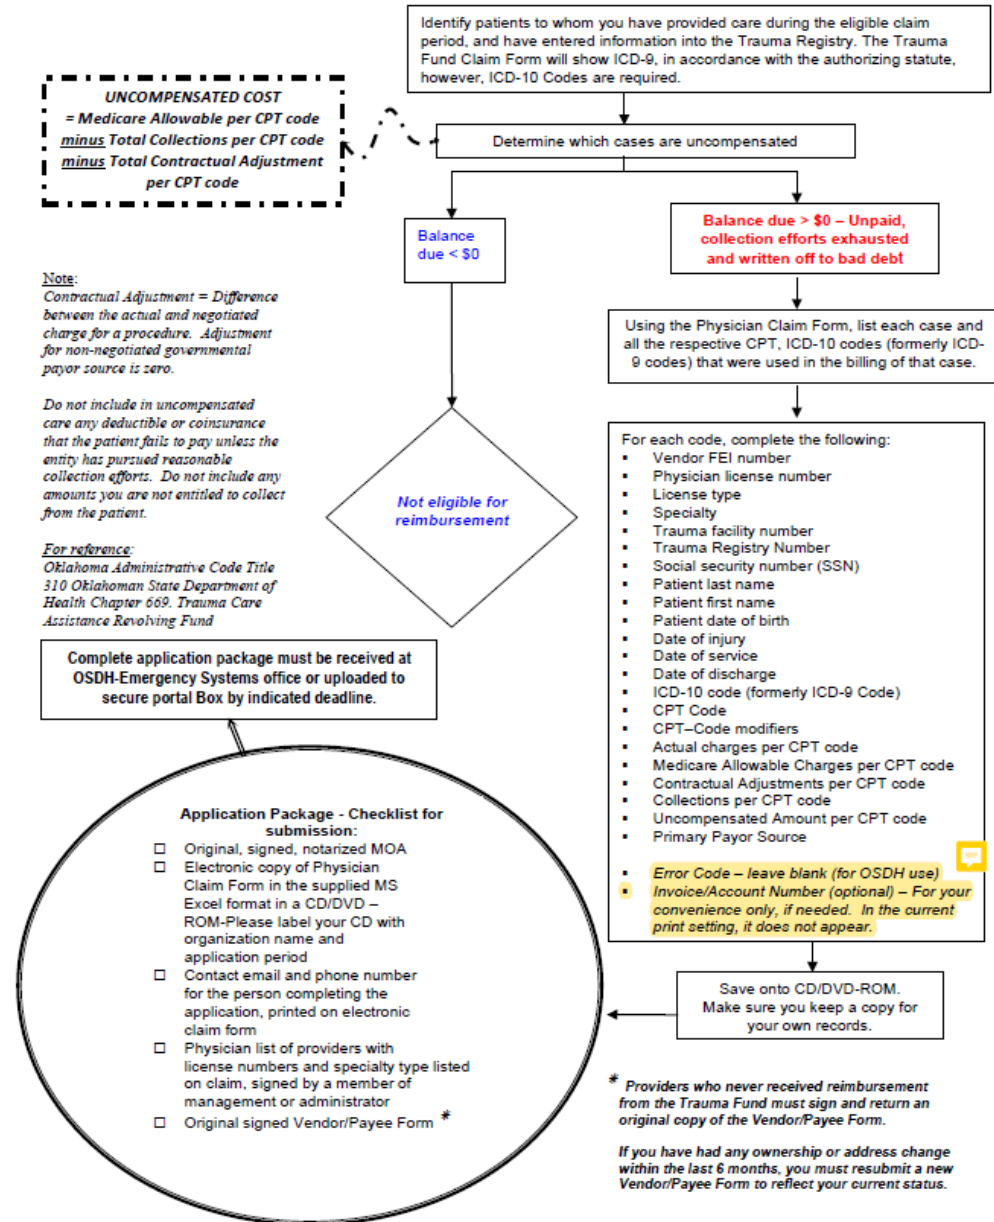 Identify patients to whom you have provided care during the eligible claim
period, and have entered information into the Trauma Registry. The Trauma
Fund Claim Form will show ICD-9, in accordance with the authorizing statute,
however, ICD-10 Codes are required.
UNCOMPENSATED COST
= Medicare Allowable per CPT code
minus Total Collections per CPT code
minus Total Contractual Adjustment
per CPT code
Determine which cases are uncompensated
Balance
due < $0
Balance due > $0 – Unpaid,
collection efforts exhausted
and written off to bad debt
Note:
Contractual Adjustment = Difference
between the actual and negotiated
charge for a procedure. Adjustment
for non-negotiated governmental
payor source is zero.
Do not include in uncompensated
care any deductible or coinsurance
that the patient fails to pay unless the
entity has pursued reasonable
collection efforts. Do not include any
amounts you are not entitled to collect
from the patient.
For reference:
Oklahoma Administrative Code Title
310 Oklahoman State Department of
Health Chapter 669. Trauma Care
Assistance Revolving Fund
Not eligible for
reimbursement
Using the Physician Claim Form, list each case and
all the respective CPT, ICD-10 codes (formerly ICD-
9 codes) that were used in the billing of that case.
For each code, complete the following:
▪ Vendor FEI number
▪ Physician license number
▪ License type
▪ Specialty
▪ Trauma facility number
▪ Trauma Registry Number
▪ Social security number (SSN)
▪ Patient last name
▪ Patient first name
▪ Patient date of birth
▪ Date of injury
▪ Date of service
▪ Date of discharge
▪ ICD-10 code (formerly ICD-9 Code)
▪ CPT Code
▪ CPT–Code modifiers
▪ Actual charges per CPT code
▪ Medicare Allowable Charges per CPT code
▪ Contractual Adjustments per CPT code
▪ Collections per CPT code
▪ Uncompensated Amount per CPT code
▪ Primary Payor Source
▪ Error Code – leave blank (for OSDH use)
▪ Invoice/Account Number (optional) – For your
convenience only, if needed. In the current
print setting, it does not appear.
Save onto CD/DVD-ROM.
Make sure you keep a copy for
your own records.
Complete application package must be received at
OSDH-Emergency Systems office or uploaded to
secure portal Box by indicated deadline.
Application Package - Checklist for
submission:
☐ Original, signed, notarized MOA
☐ Electronic copy of Physician
Claim Form in the supplied MS
Excel format in a CD/DVD –
ROM-Please label your CD with
organization name and
application period
☐ Contact email and phone number
for the person completing the
application, printed on electronic
claim form
☐ Physician list of providers with
license numbers and specialty type listed
on claim, signed by a member of
management or administrator
☐ Original signed Vendor/Payee Form *
* Providers who never received reimbursement
from the Trauma Fund must sign and return an
original copy of the Vendor/Payee Form.
If you have had any ownership or address change
within the last 6 months, you must resubmit a new
Vendor/Payee Form to reflect your current status.